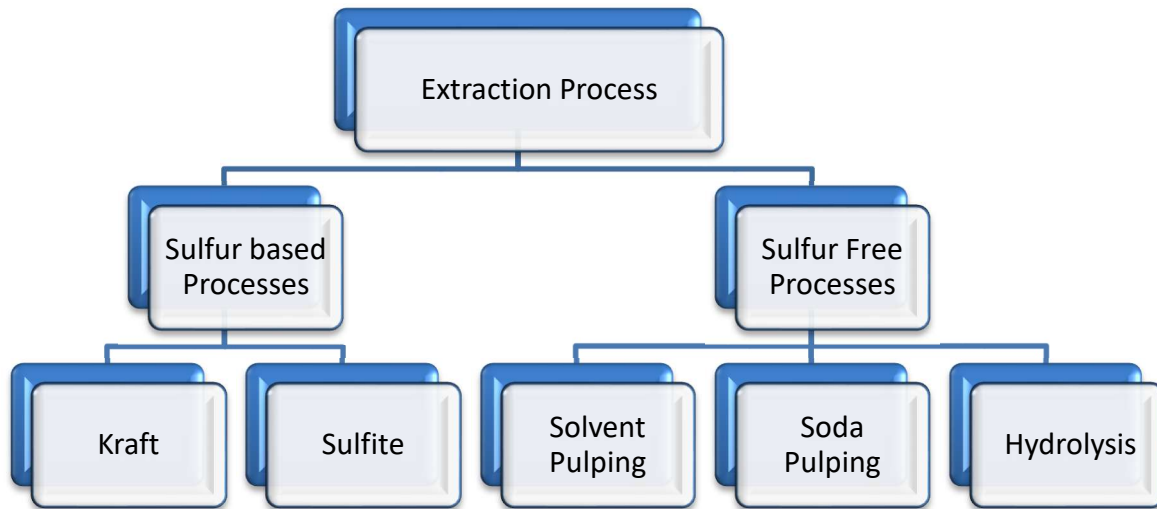 Extraction Process
Sulfur based
Processes
Sulfur Free
Processes
Kraft
Sulfite
Solvent
Pulping
Soda
Pulping
Hydrolysis